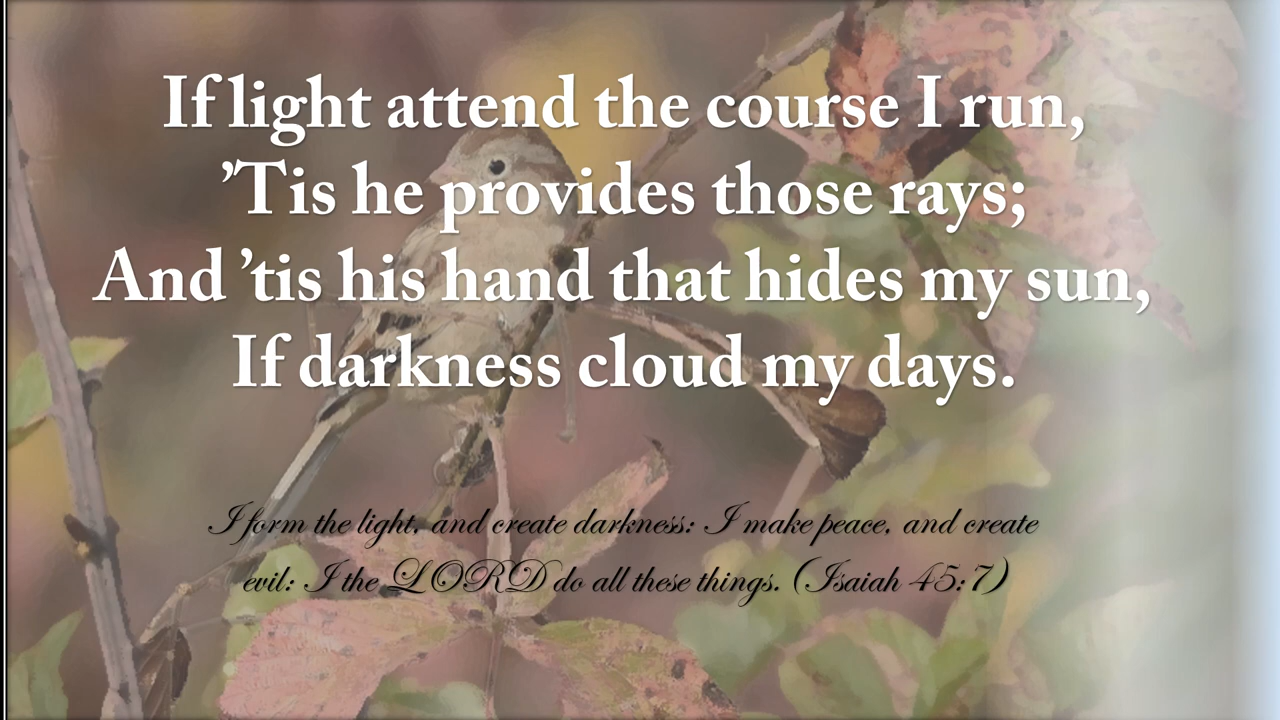 If light attend the course I run,
’Tis he provides those rays;
And ’tis his hand that hides my sun,
If darkness cloud my days.
I form the light, and create darkness: I make peace, and create
evil: I the LORD do all these things. (Isaiah 45:7)